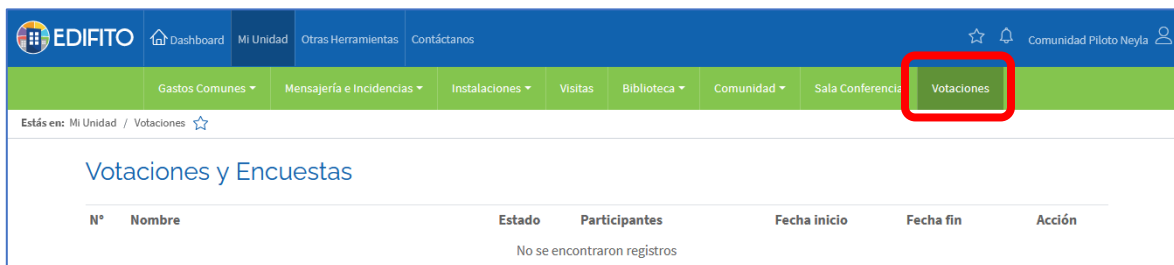 EDIFITO Dashboard Mi Unidad Otras Herramientas Contáctanos Comunidad Piloto Neyla
Gastos Comunes Mensajería e Incidencias Instalaciones Visitas Biblioteca Comunidad Sala Conferencia Votaciones
Estás en: Mi Unidad / Votaciones
Votaciones y Encuestas
N° Nombre Estado Participantes Fecha inicio Fecha fin Acción
No se encontraron registros